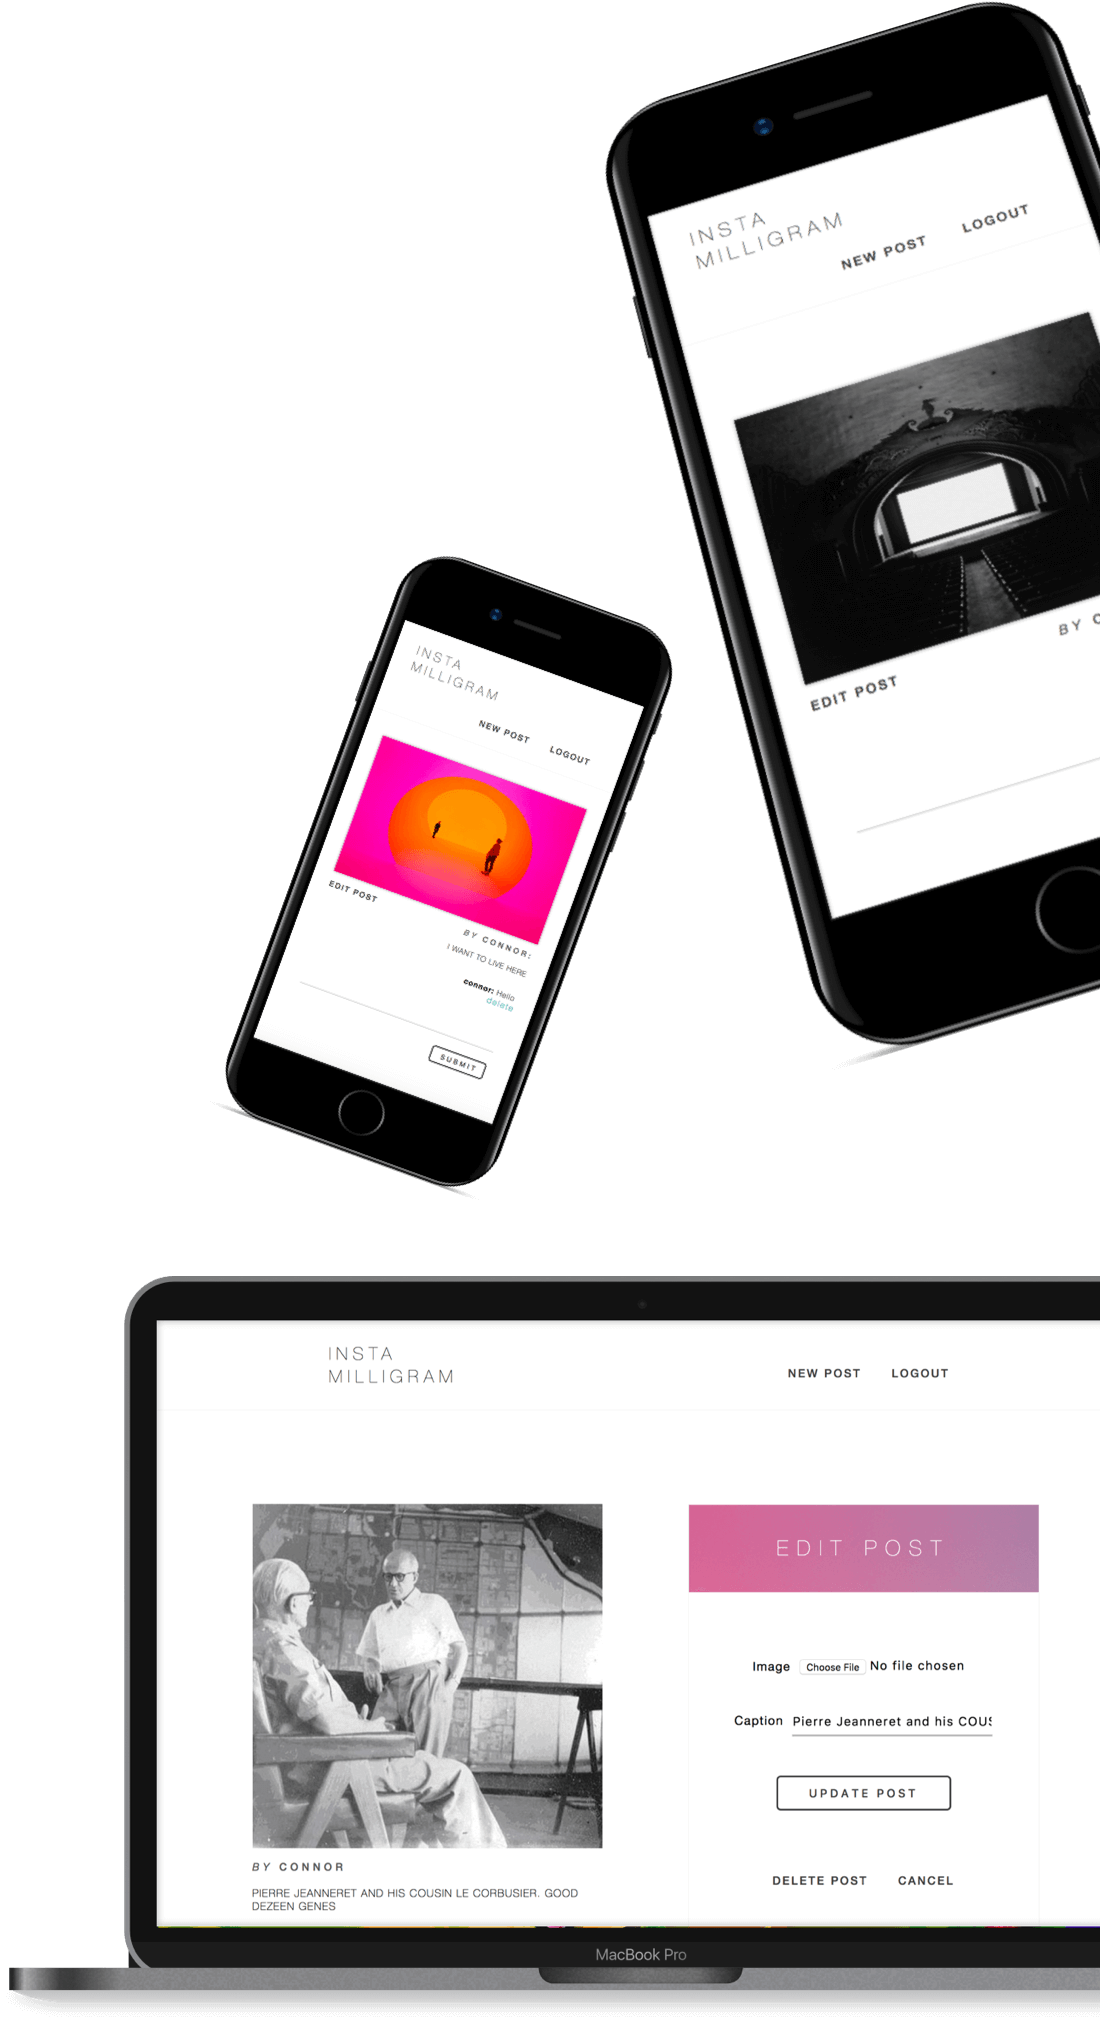 INSTA
MILLIGRAM
NEW POST
LOGOUT
BY
EDIT POST
INSTA
MILLIGRAM
NEW POST
LOGOUT
EDIT POST
BY CONNOR:
I WANT TO LIVE HERE
connor: Hello
delete
SUBMIT
INSTA
MILLIGRAM
NEW POST LOGOUT
EDIT POST
Image Choose File No file chosen
Caption Pierre Jeanneret and his COUS
UPDATE POST
DELETE POST CANCEL
BY CONNOR
PIERRE JEANNERET AND HIS COUSIN LE CORBUSIER. GOOD
DEZEEN GENES
MacBook Pro